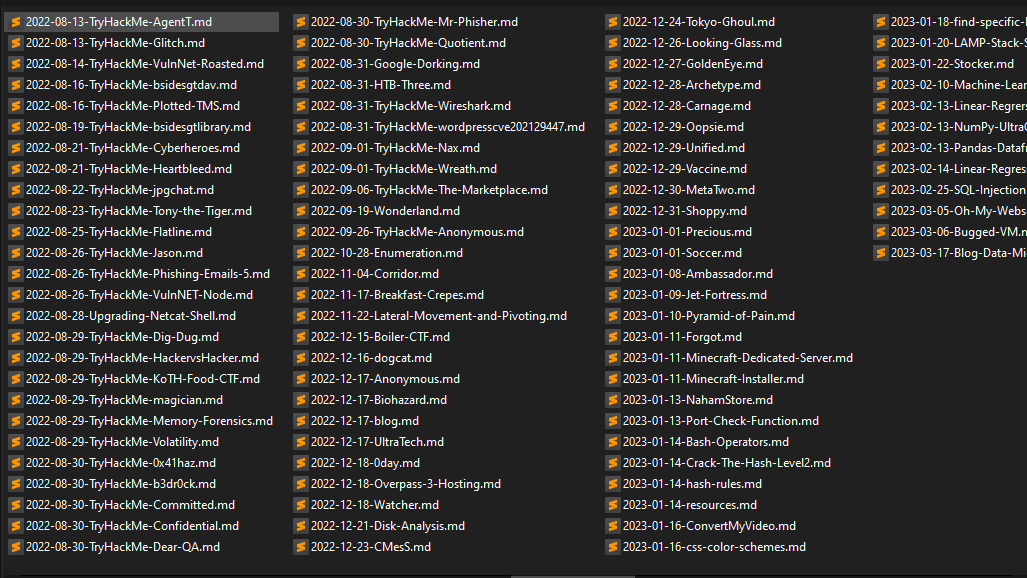 2022-08-13-TryHackMe-AgentT.md
2022-08-13-TryHackMe-Glitch.md
2022-08-14-TryHackMe-VulnNet-Roasted.md
2022-08-16-TryHackMe-bsidesgtdav.md
2022-08-16-TryHackMe-Plotted-TMS.md
2022-08-19-TryHackMe-bsidesgtlibrary.md
2022-08-21-TryHackMe-Cyberheroes.md
2022-08-21-TryHackMe-Heartbleed.md
2022-08-22-TryHackMe-jpgchat.md
2022-08-23-TryHackMe-Tony-the-Tiger.md
2022-08-25-TryHackMe-Flatline.md
2022-08-26-TryHackMe-Jason.md
2022-08-26-TryHackMe-Phishing-Emails-5.md
2022-08-26-TryHackMe-VulnNET-Node.md
2022-08-28-Upgrading-Netcat-Shell.md
2022-08-29-TryHackMe-Dig-Dug.md
2022-08-29-TryHackMe-HackervsHacker.md
2022-08-29-TryHackMe-KoTH-Food-CTF.md
2022-08-29-TryHackMe-magician.md
2022-08-29-TryHackMe-Memory-Forensics.md
2022-08-29-TryHackMe-Volatility.md
2022-08-30-TryHackMe-0x41haz.md
2022-08-30-TryHackMe-b3dr0ck.md
2022-08-30-TryHackMe-Committed.md
2022-08-30-TryHackMe-Confidential.md
2022-08-30-TryHackMe-Dear-QA.md
2022-08-30-TryHackMe-Mr-Phisher.md
2022-08-30-TryHackMe-Quotient.md
2022-08-31-Google-Dorking.md
2022-08-31-HTB-Three.md
2022-08-31-TryHackMe-Wireshark.md
2022-08-31-TryHackMe-wordpresscve202129447.md
2022-09-01-TryHackMe-Nax.md
2022-09-01-TryHackMe-Wreath.md
2022-09-06-TryHackMe-The-Marketplace.md
2022-09-19-Wonderland.md
2022-09-26-TryHackMe-Anonymous.md
2022-10-28-Enumeration.md
2022-11-04-Corridor.md
2022-11-17-Breakfast-Crepes.md
2022-11-22-Lateral-Movement-and-Pivoting.md
2022-12-15-Boiler-CTF.md
2022-12-16-dogcat.md
2022-12-17-Anonymous.md
2022-12-17-Biohazard.md
2022-12-17-blog.md
2022-12-17-UltraTech.md
2022-12-18-0day.md
2022-12-18-Overpass-3-Hosting.md
2022-12-18-Watcher.md
2022-12-21-Disk-Analysis.md
2022-12-23-CMesS.md
2022-12-24-Tokyo-Ghoul.md
2022-12-26-Looking-Glass.md
2022-12-27-GoldenEye.md
2022-12-28-Archetype.md
2022-12-28-Carnage.md
2022-12-29-Oopsie.md
2022-12-29-Unified.md
2022-12-29-Vaccine.md
2022-12-30-MetaTwo.md
2022-12-31-Shoppy.md
2023-01-01-Precious.md
2023-01-01-Soccer.md
2023-01-08-Ambassador.md
2023-01-09-Jet-Fortress.md
2023-01-10-Pyramid-of-Pain.md
2023-01-11-Forgot.md
2023-01-11-Minecraft-Dedicated-Server.md
2023-01-11-Minecraft-Installer.md
2023-01-13-NahamStore.md
2023-01-13-Port-Check-Function.md
2023-01-14-Bash-Operators.md
2023-01-14-Crack-The-Hash-Level2.md
2023-01-14-hash-rules.md
2023-01-14-resources.md
2023-01-16-ConvertMyVideo.md
2023-01-16-css-color-schemes.md
2023-01-18-find-specific-
2023-01-20-LAMP-Stack-S
2023-01-22-Stocker.md
2023-02-10-Machine-Lear
2023-02-13-Linear-Regres
2023-02-13-NumPy-Ultra
2023-02-13-Pandas-Dataf
2023-02-14-Linear-Regres
2023-02-25-SQL-Injection
2023-03-05-Oh-My-Webs
2023-03-06-Bugged-VM.
2023-03-17-Blog-Data-Mi